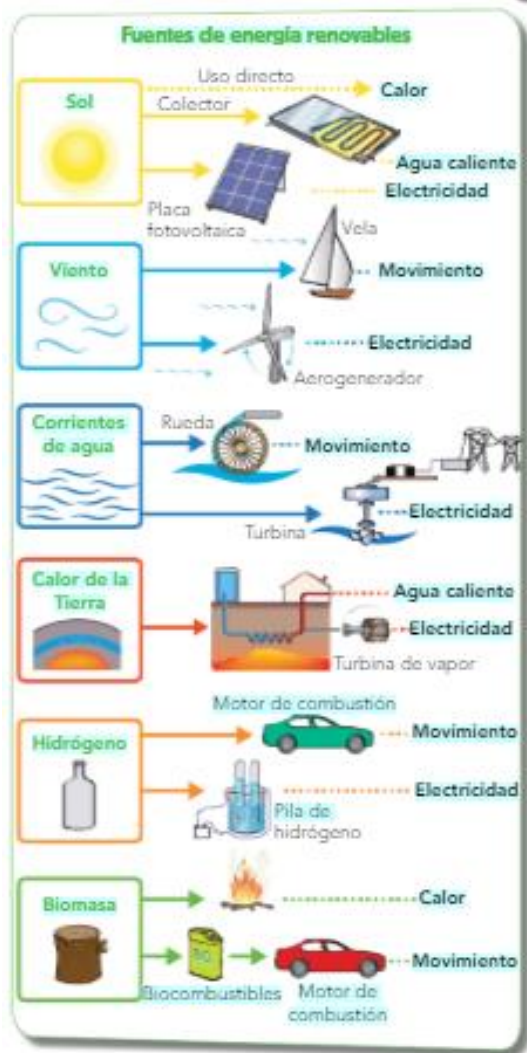 Fuentes de energía renovables
Sol
Uso directo
Calor
Colector
Agua caliente
Placa
fotovoltaica
Electricidad
Viento
Vela
Movimiento
Electricidad
Aerogenerador
Corrientes
de agua
Rueda
Movimiento
Turbina
Electricidad
Calor de la
Tierra
Agua caliente
Electricidad
Turbina de vapor
Hidrógeno
Motor de combustión
Movimiento
Electricidad
Pila de
hidrógeno
Biomasa
Calor
BIO
Biocombustibles
Motor de
combustión
Movimiento